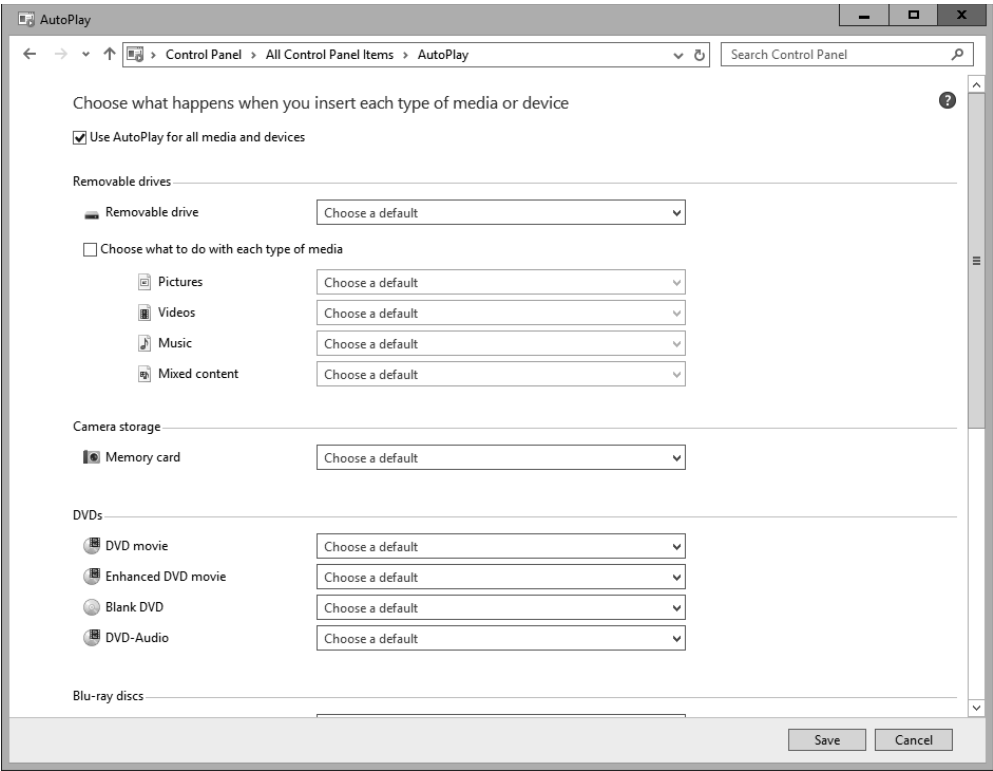 AutoPlay
Control Panel > All Control Panel Items > AutoPlay
Search Control Panel
Choose what happens when you insert each type of media or device
Use AutoPlay for all media and devices
Removable drives
Removable drive Choose a default
Choose what to do with each type of media
Pictures Choose a default
Videos Choose a default
Music Choose a default
Mixed content Choose a default
Camera storage
Memory card Choose a default
DVDs
DVD movie Choose a default
Enhanced DVD movie Choose a default
Blank DVD Choose a default
DVD-Audio Choose a default
Blu-ray discs
Save Cancel